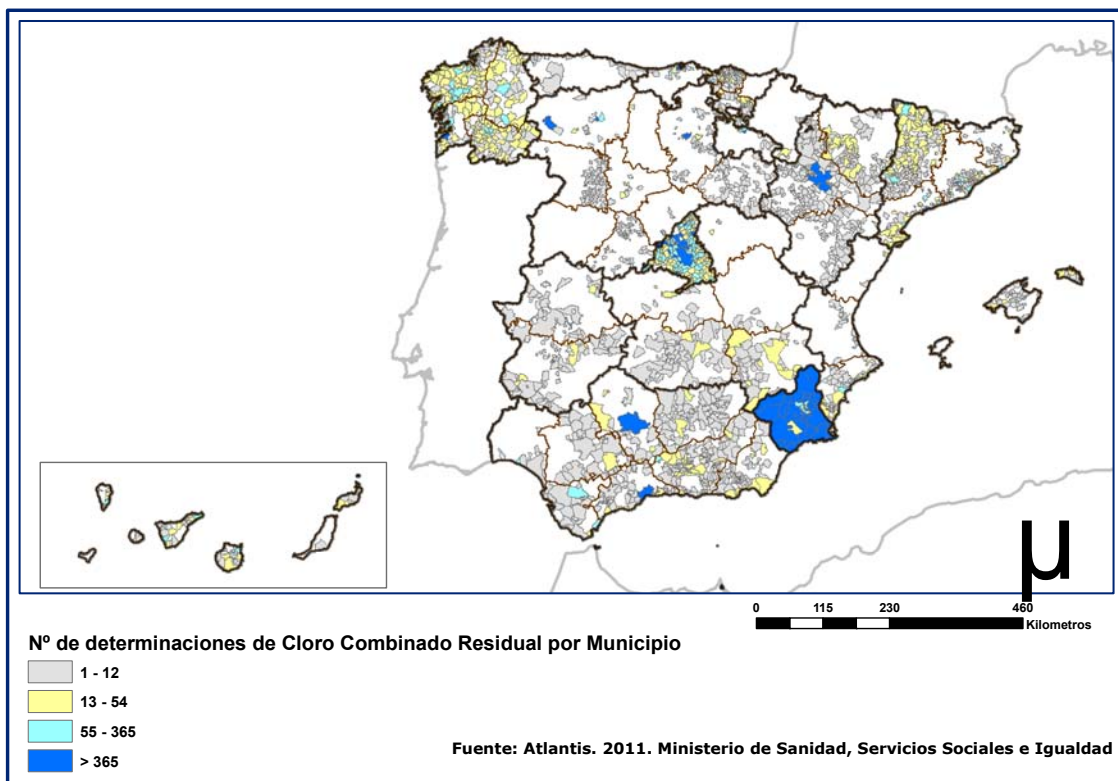 µ
0 115 230 460
Kilometros
Nº de determinaciones de Cloro Combinado Residual por Municipio
1 - 12
13 - 54
55 - 365
> 365
Fuente: Atlantis. 2011. Ministerio de Sanidad, Servicios Sociales e Igualdad